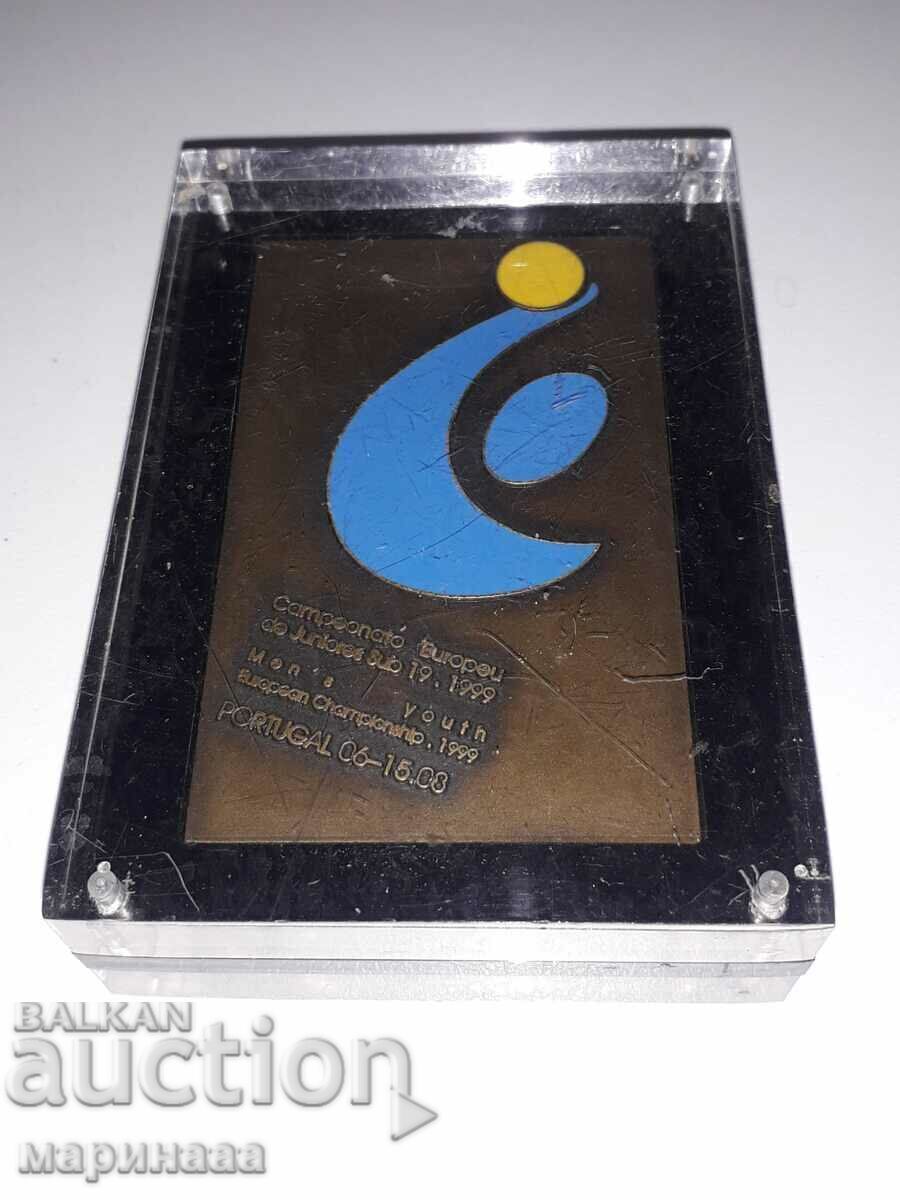 Campeonato Europeu
de Juniores Sub 19 . 1999
Men's youth
European Championship . 1999
PORTUGAL 06-15.08
BALKAN
auction
маринааа